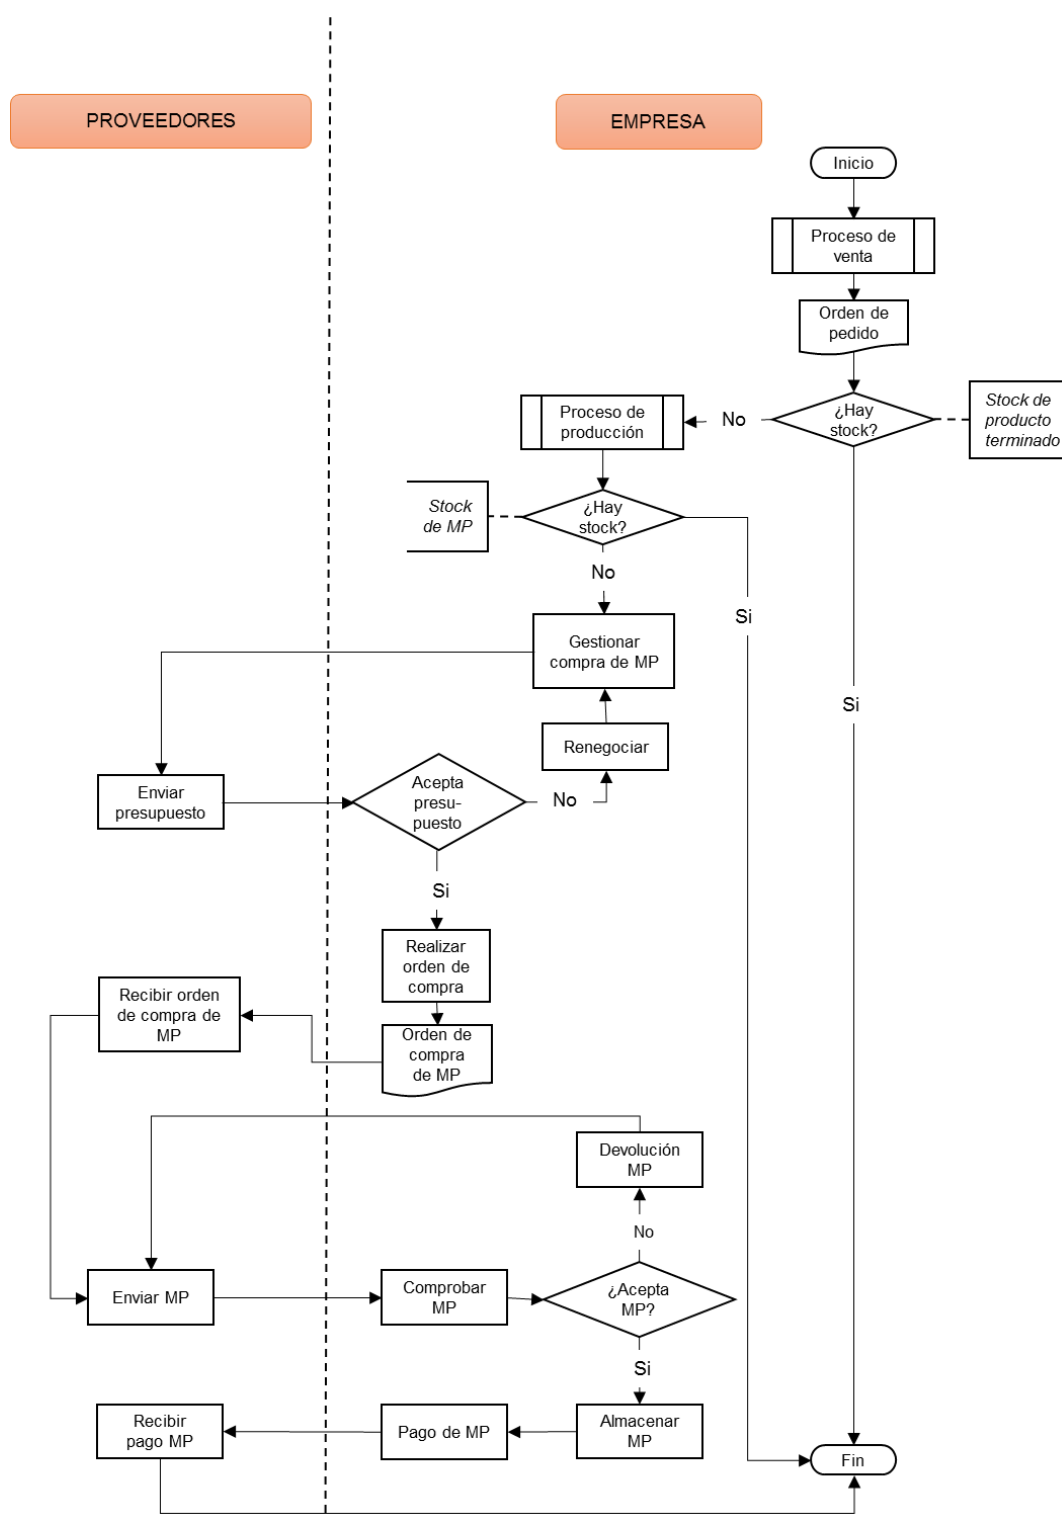 PROVEEDORES
EMPRESA
Inicio
Proceso de
venta
Orden de
pedido
¿Hay
stock?
Stock de
producto
terminado
No
Proceso de
producción
¿Hay
stock?
Stock
de MP
No
Si
Si
Gestionar
compra de MP
Renegociar
Enviar
presupuesto
Acepta
presu-
puesto
No
Si
Realizar
orden de
compra
Recibir orden
de compra de
MP
Orden de
compra
de MP
Devolución
MP
No
Enviar MP
Comprobar
MP
¿Acepta
MP?
Si
Recibir
pago MP
Pago de MP
Almacenar
MP
Fin